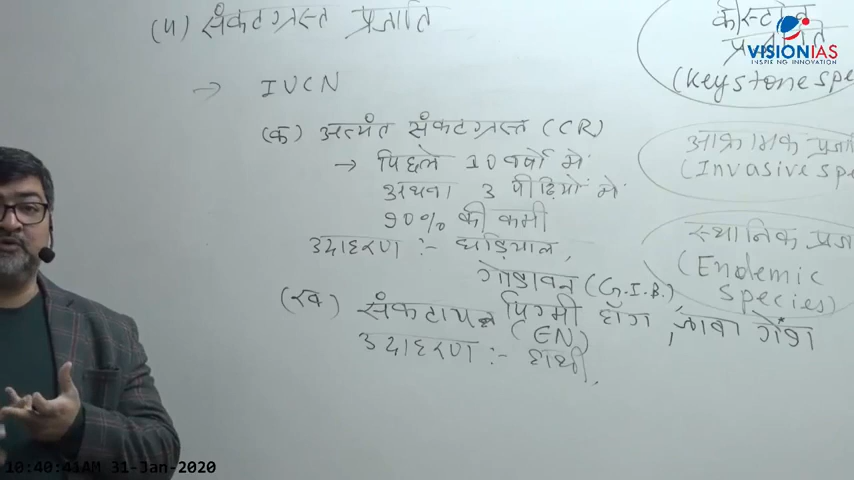 (५) संकटग्रस्त प्रजाति
→ IUCN
(क) अत्यंत संकटग्रस्त (CR)
→ पिछले 10 वर्षों में
अथवा 3 पीढ़ियों में
90% की कमी
उदाहरण :- घड़ियाल,
गोडावन (G.I.B.),
पिग्मी हॉग, जावा गैंडा
(ख) संकटापन्न
(EN)
उदाहरण :- हाथी,
कीस्टोन
प्रजाति
(Keystone spe
आक्रामक प्रजा
(Invasive spe
स्थानिक प्रजा
(Endemic
Species)
VISIONIAS
INSPIRING INNOVATION
10:40:41AM 31-Jan-2020